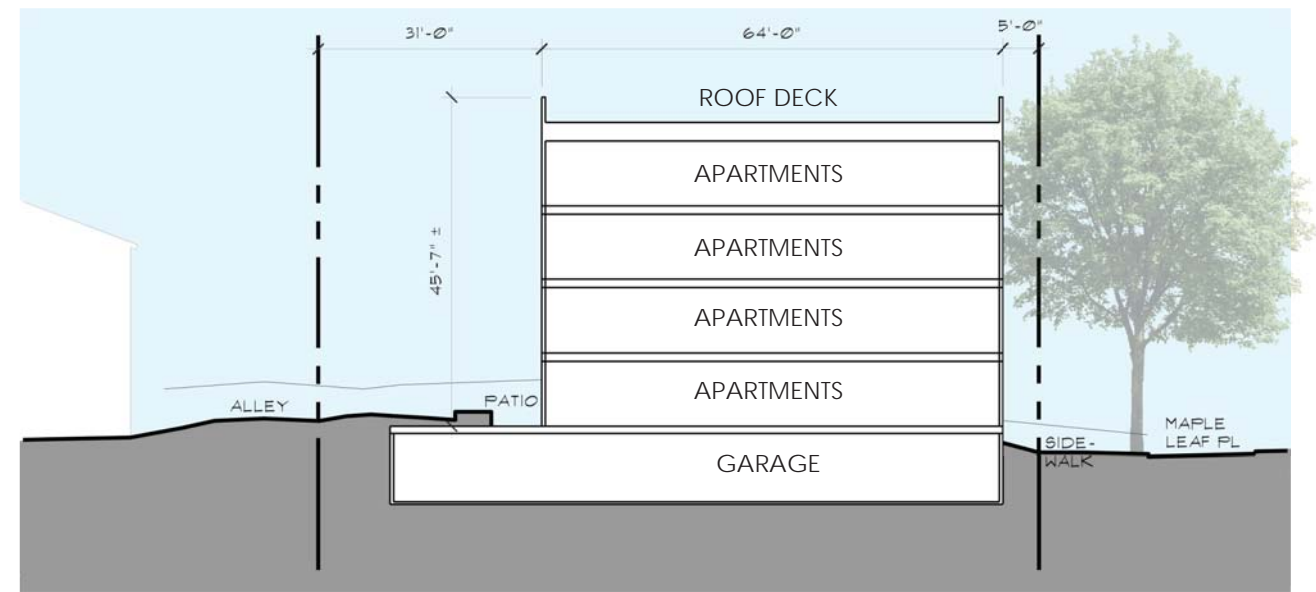 31'-0"
64'-0"
5'-0"
ROOF DECK
APARTMENTS
45'-7" ±
APARTMENTS
APARTMENTS
APARTMENTS
ALLEY
PATIO
MAPLE
LEAF PL
SIDE-
WALK
GARAGE